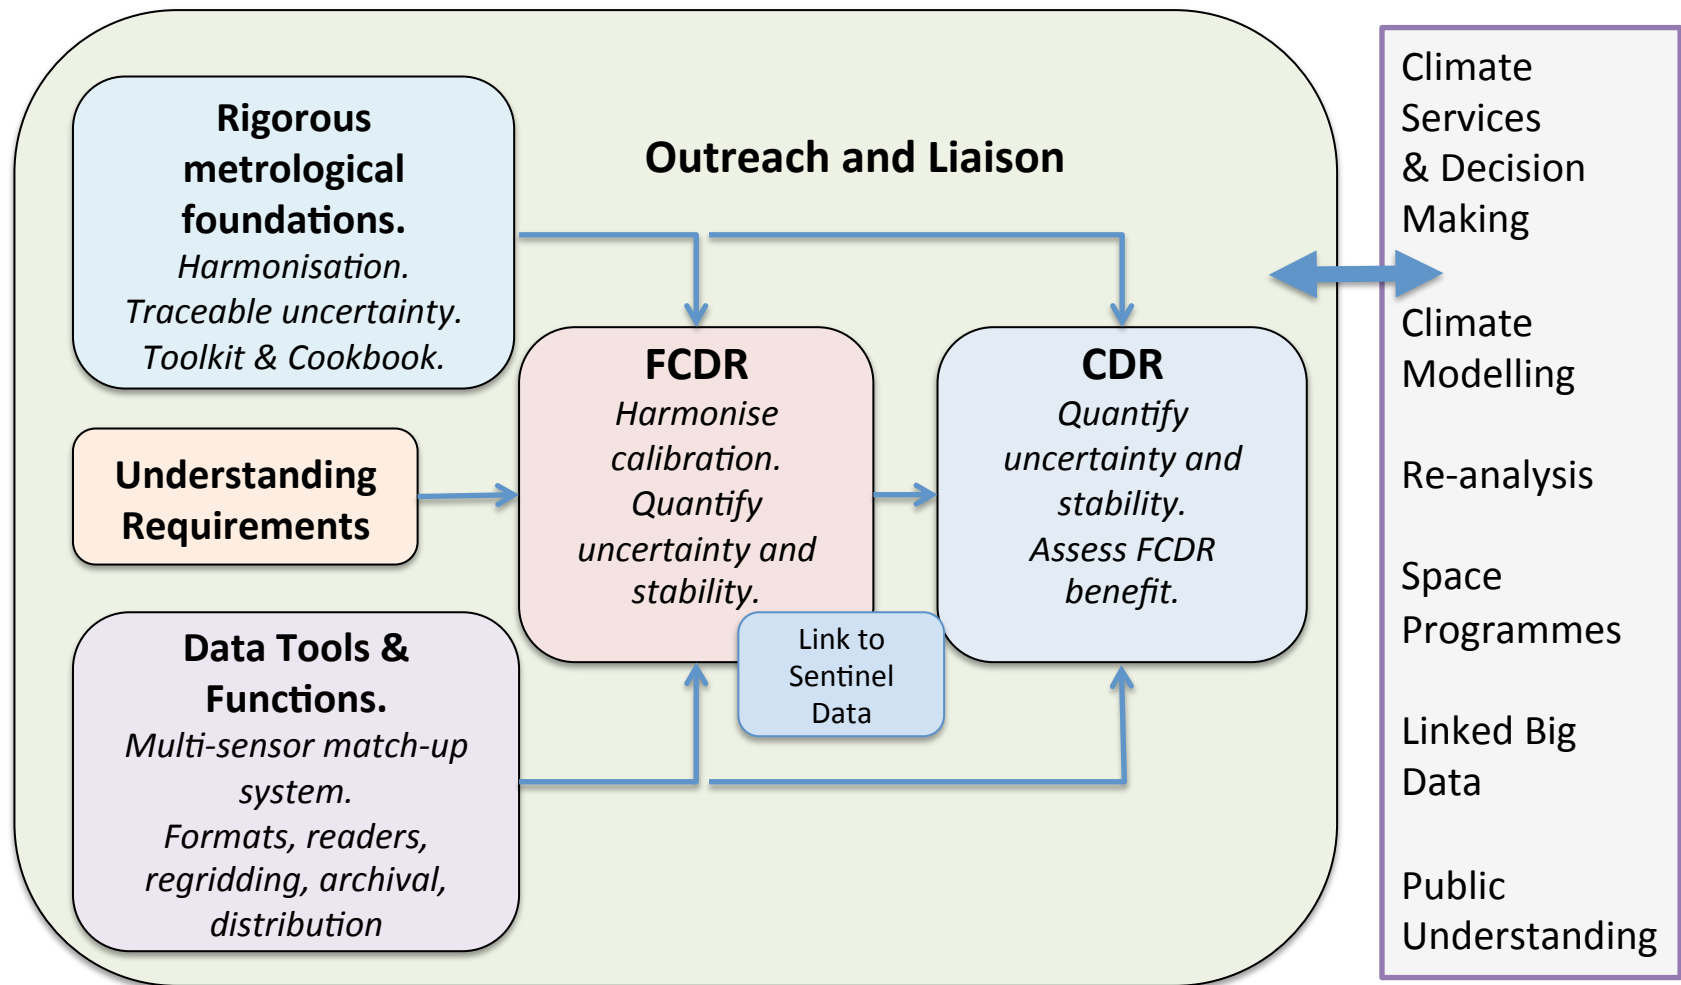 Rigorous
metrological
foundations.
Harmonisation.
Traceable uncertainty.
Toolkit & Cookbook.
Outreach and Liaison
Understanding
Requirements
FCDR
Harmonise
calibration.
Quantify
uncertainty and
stability.
CDR
Quantify
uncertainty and
stability.
Assess FCDR
benefit.
Link to
Sentinel
Data
Data Tools &
Functions.
Multi-sensor match-up
system.
Formats, readers,
regridding, archival,
distribution
Climate
Services
& Decision
Making
Climate
Modelling
Re-analysis
Space
Programmes
Linked Big
Data
Public
Understanding